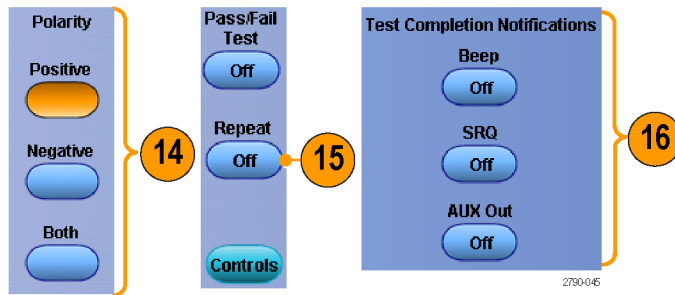 Polarity
Positive
Negative
Both
14
Pass/Fail
Test
Off
Repeat
Off
15
Controls
Test Completion Notifications
Beep
Off
SRQ
Off
AUX Out
Off
16
2790-045